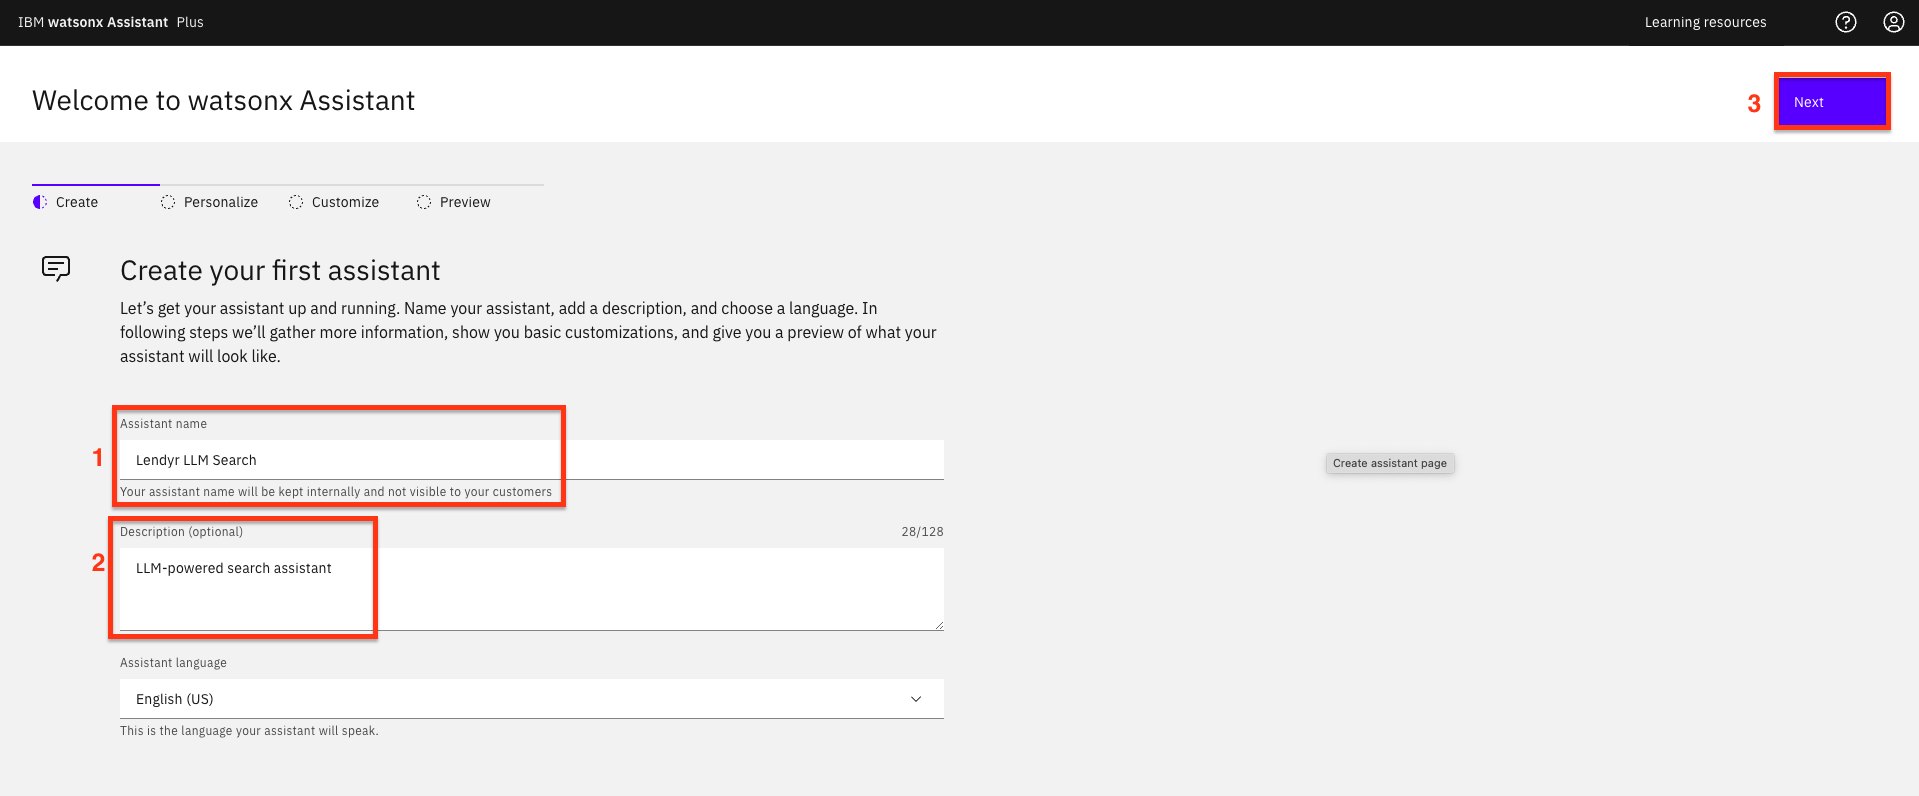 IBM watsonx Assistant Plus
Learning resources
Welcome to watsonx Assistant
3
Next
Create
Personalize
Customize
Preview
Create your first assistant
Let’s get your assistant up and running. Name your assistant, add a description, and choose a language. In
following steps we’ll gather more information, show you basic customizations, and give you a preview of what your
assistant will look like.
Assistant name
1
Lendyr LLM Search
Create assistant page
Your assistant name will be kept internally and not visible to your customers
Description (optional)
28/128
2
LLM-powered search assistant
Assistant language
English (US)
This is the language your assistant will speak.